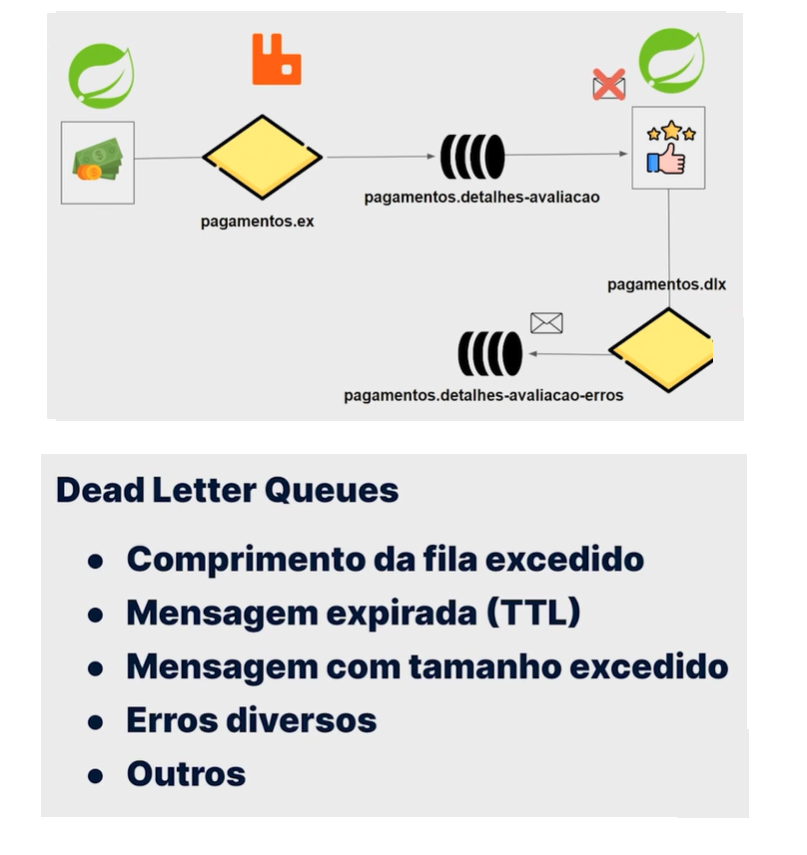 pagamentos.detalhes-avaliacao
pagamentos.ex
pagamentos.dlx
pagamentos.detalhes-avaliacao-erros
Dead Letter Queues
• Comprimento da fila excedido
• Mensagem expirada (TTL)
• Mensagem com tamanho excedido
• Erros diversos
• Outros